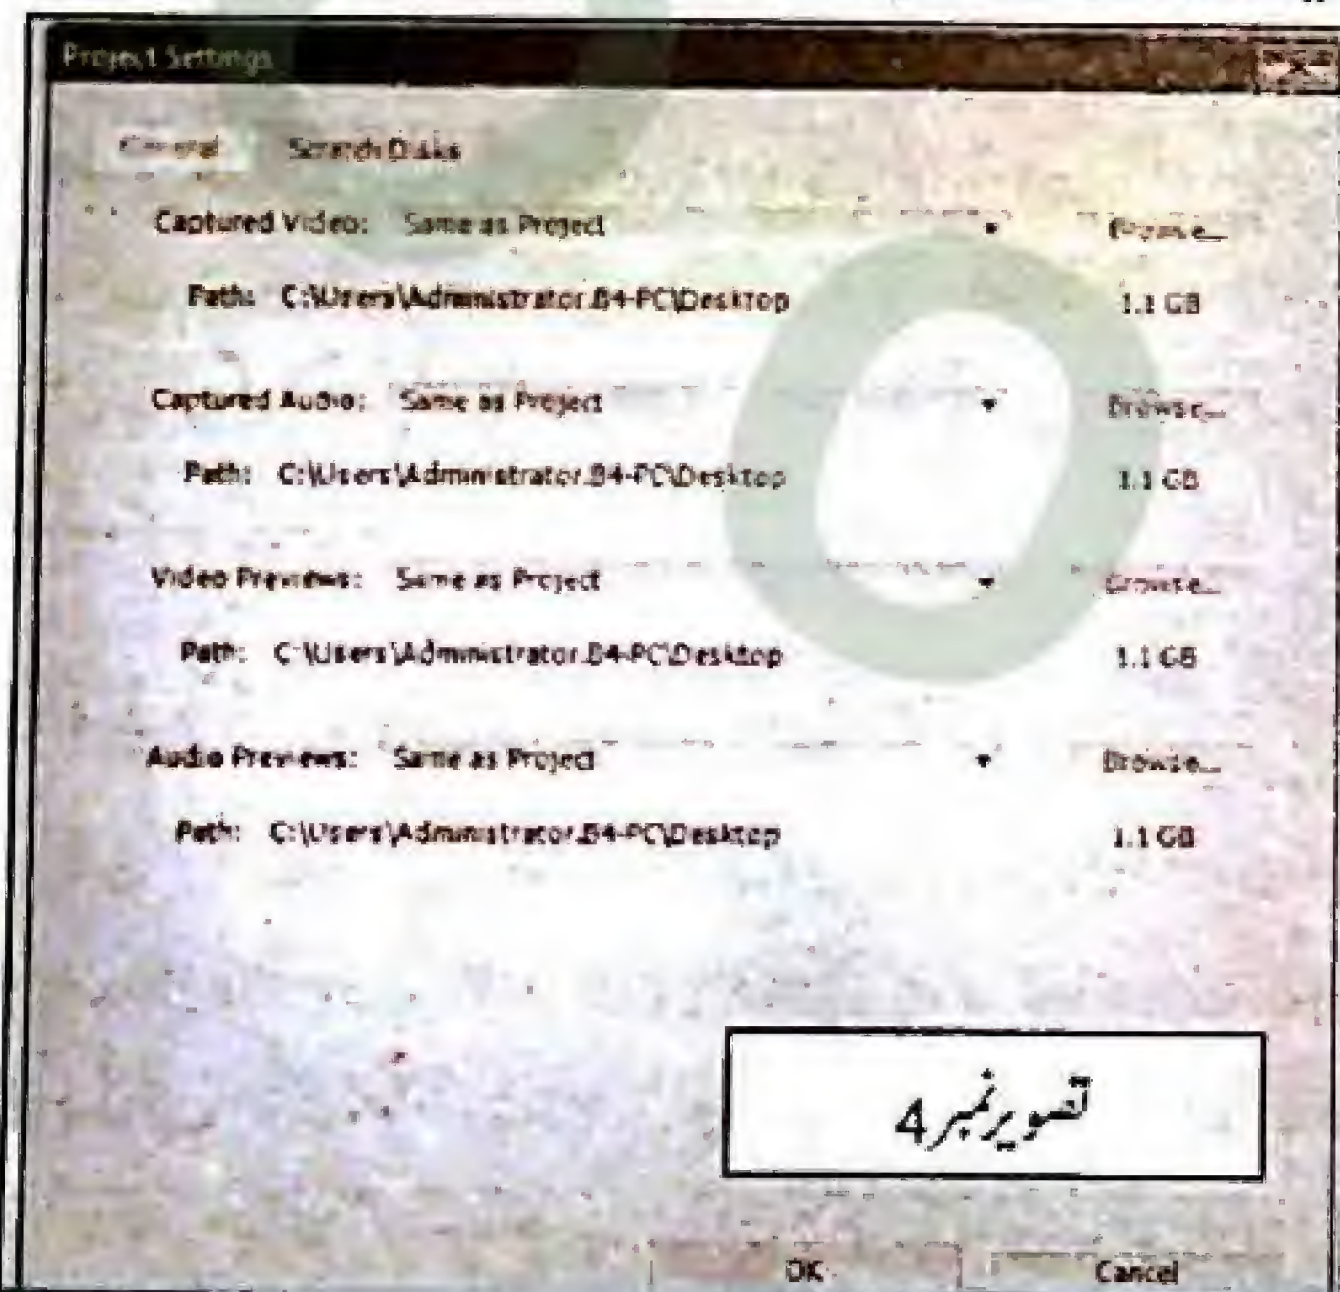 Project Settings
General Scratch Disks
Captured Video: Same as Project Browse...
Path: C:\Users\Administrator.B4-PC\Desktop 1.1 GB
Captured Audio: Same as Project Browse...
Path: C:\Users\Administrator.B4-PC\Desktop 1.1 GB
Video Previews: Same as Project Browse...
Path: C:\Users\Administrator.B4-PC\Desktop 1.1 GB
Audio Previews: Same as Project Browse...
Path: C:\Users\Administrator.B4-PC\Desktop 1.1 GB
تصویر نمبر 4
OK Cancel